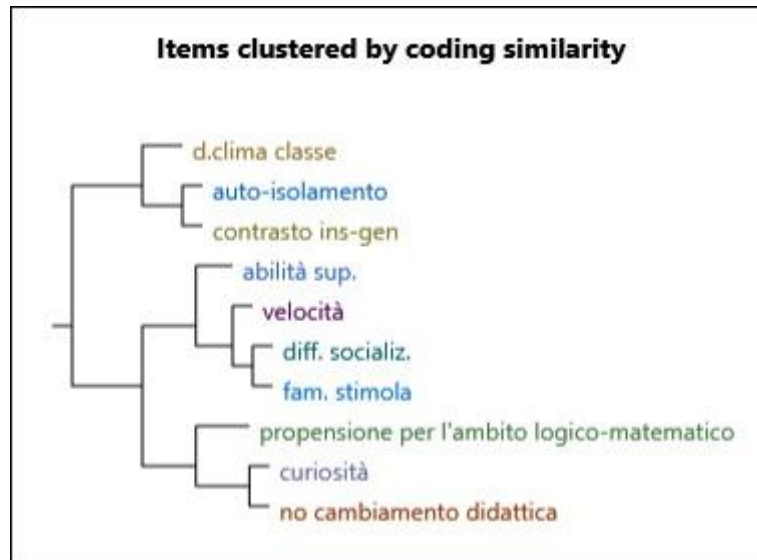 Items clustered by coding similarity
d.clima classe
auto-isolamento
contrasto ins-gen
abilità sup.
velocità
diff. socializ.
fam. stimola
propensione per l'ambito logico-matematico
curiosità
no cambiamento didattica